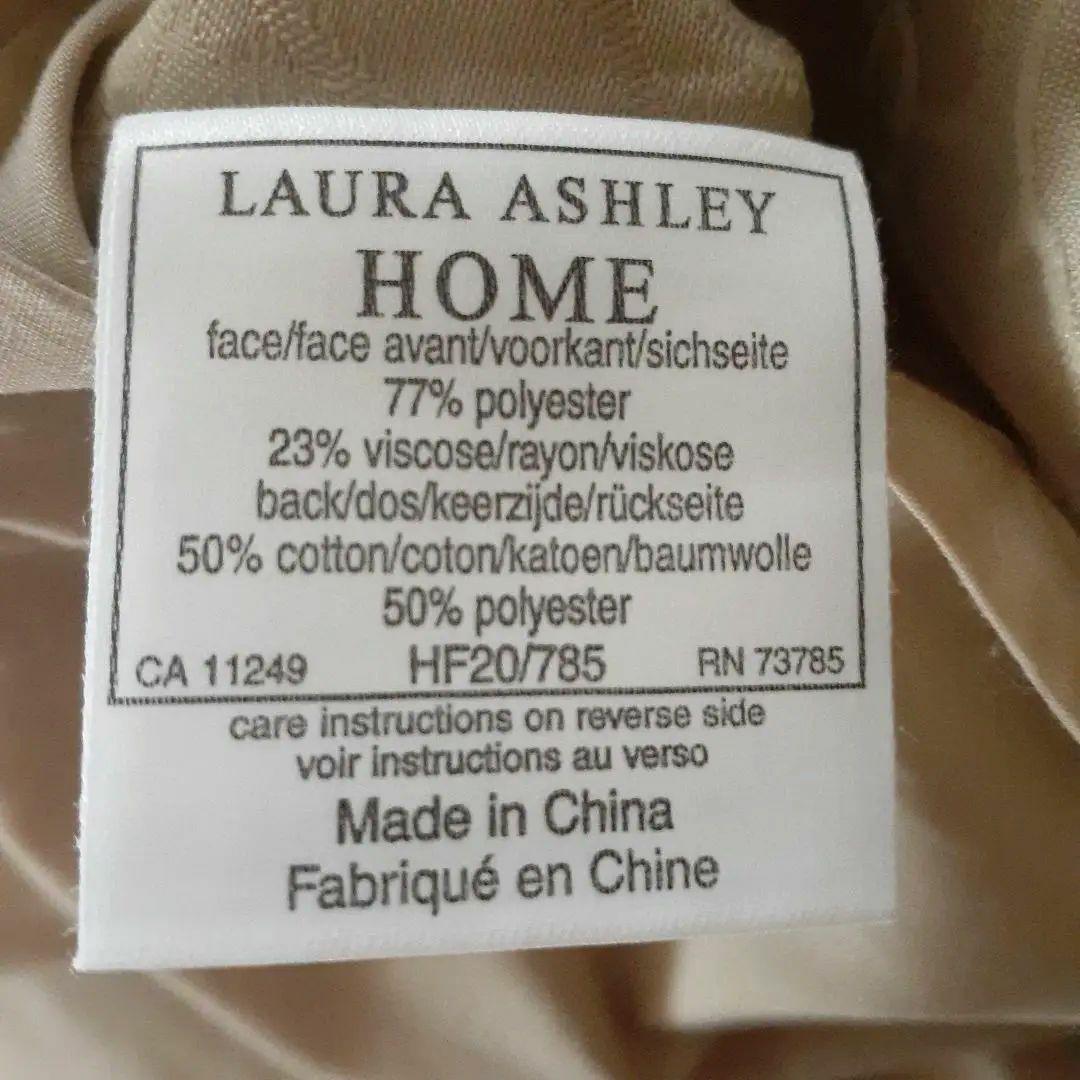 LAURA ASHLEY
HOME
face/face avant/voorkant/sichseite
77% polyester
23% viscose/rayon/viskose
back/dos/keerzijde/rückseite
50% cotton/coton/katoen/baumwolle
50% polyester
CA 11249 HF20/785 RN 73785
care instructions on reverse side
voir instructions au verso
Made in China
Fabriqué en Chine